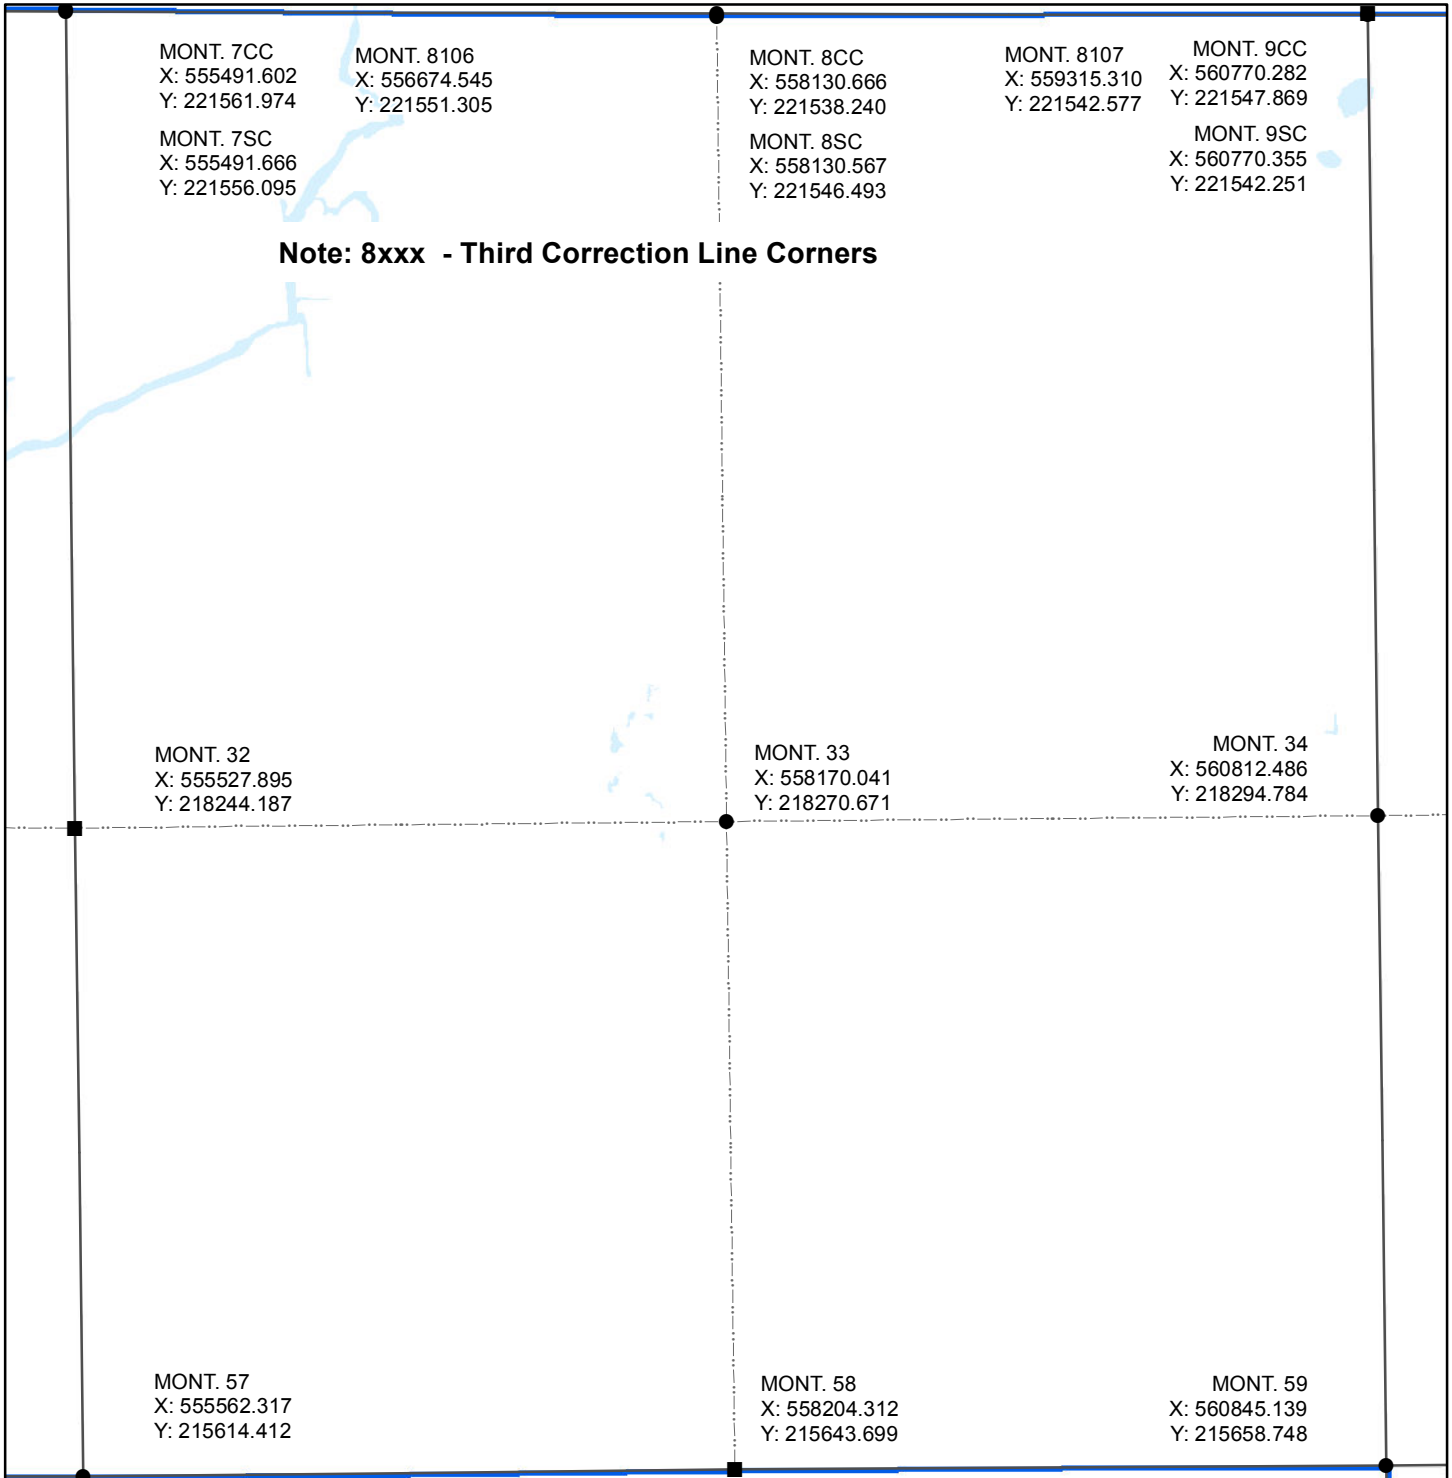 MONT. 7CC
X: 555491.602
Y: 221561.974
MONT. 8106
X: 556674.545
Y: 221551.305
MONT. 8CC
X: 558130.666
Y: 221538.240
MONT. 8107
X: 559315.310
Y: 221542.577
MONT. 9CC
X: 560770.282
Y: 221547.869
MONT. 7SC
X: 555491.666
Y: 221556.095
MONT. 8SC
X: 558130.567
Y: 221546.493
MONT. 9SC
X: 560770.355
Y: 221542.251
Note: 8xxx - Third Correction Line Corners
MONT. 32
X: 555527.895
Y: 218244.187
MONT. 33
X: 558170.041
Y: 218270.671
MONT. 34
X: 560812.486
Y: 218294.784
MONT. 57
X: 555562.317
Y: 215614.412
MONT. 58
X: 558204.312
Y: 215643.699
MONT. 59
X: 560845.139
Y: 215658.748